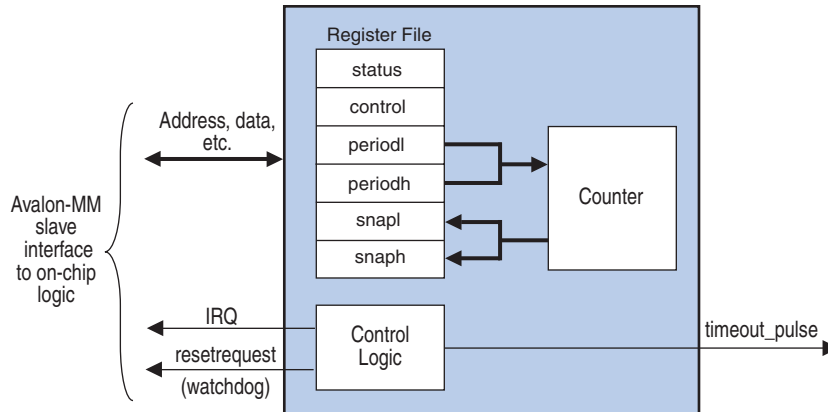 Register File
status
control
periodl
periodh
snapl
snaph
Counter
Address, data,
etc.
Avalon-MM
slave
interface
to on-chip
logic
IRQ
resetrequest
(watchdog)
Control
Logic
timeout_pulse